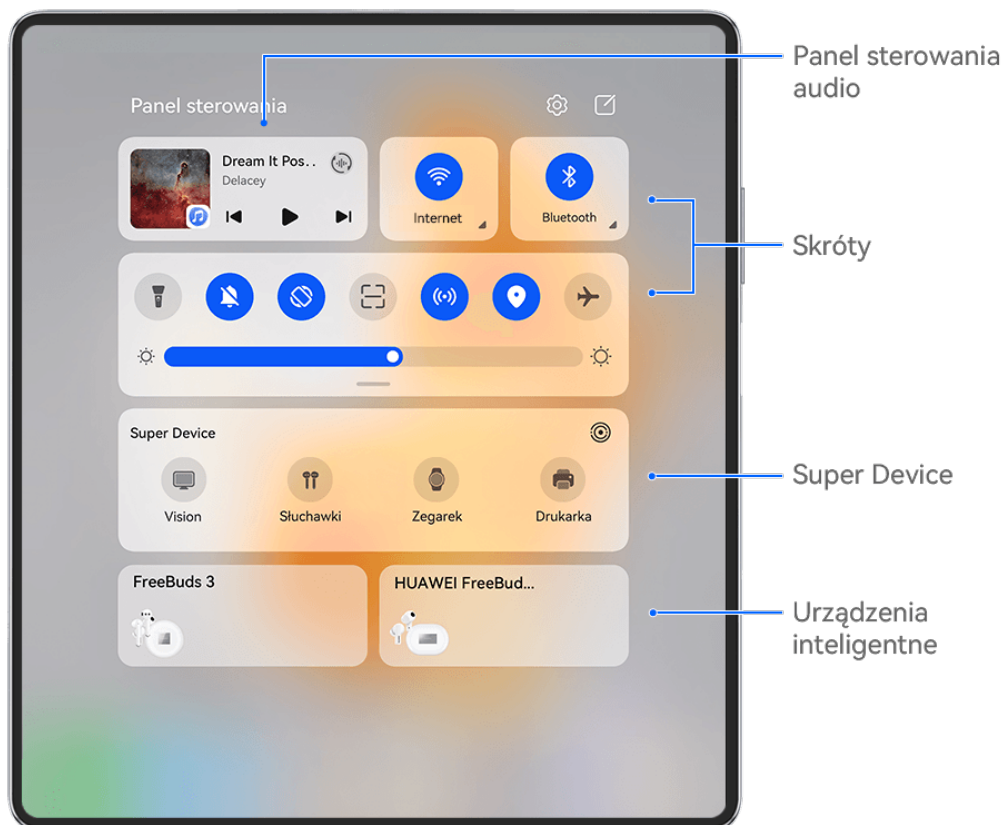 Panel sterowania
audio
Panel sterowania
Dream It Pos. .
Delacey
Internet
Bluetooth
Skróty
Super Device
Vision
Słuchawki
Zegarek
Drukarka
Super Device
FreeBuds 3
HUAWEI FreeBud...
Urządzenia
inteligentne